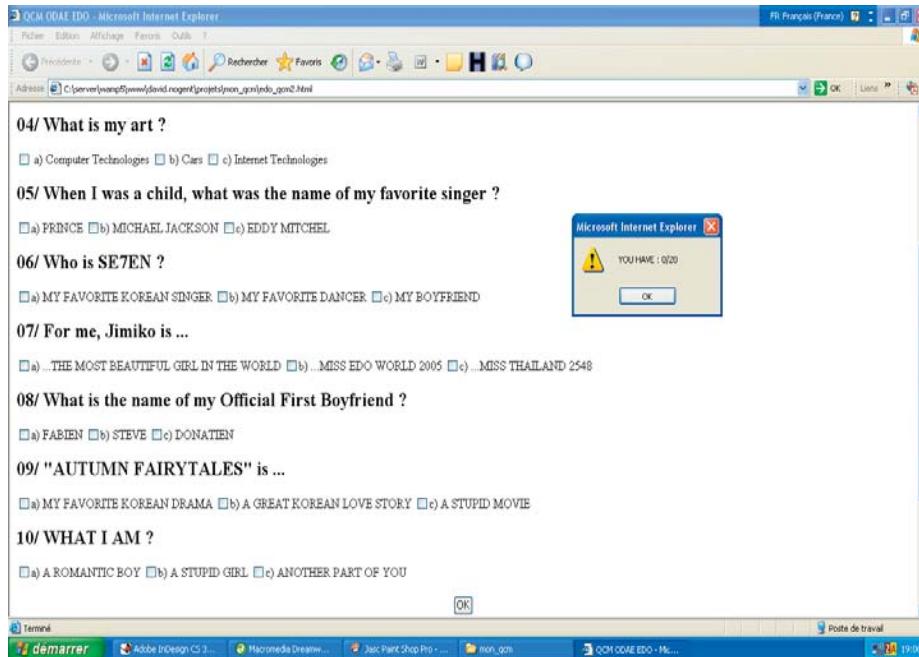 QCM ODAE EDO - Microsoft Internet Explorer
FR Français (France)
Fichier Edition Affichage Favoris Outils ?
Précédente Rechercher Favoris
Adresse C:\server\wamp5\www\david.nogent\projets\mon_qcm\edo_qcm2.html OK Liens
04/ What is my art ?
a) Computer Technologies b) Cars c) Internet Technologies
05/ When I was a child, what was the name of my favorite singer ?
a) PRINCE b) MICHAEL JACKSON c) EDDY MITCHEL
Microsoft Internet Explorer
YOU HAVE : 0/20
OK
06/ Who is SE7EN ?
a) MY FAVORITE KOREAN SINGER b) MY FAVORITE DANCER c) MY BOYFRIEND
07/ For me, Jimiko is ...
a) ...THE MOST BEAUTIFUL GIRL IN THE WORLD b) ...MISS EDO WORLD 2005 c) ...MISS THAILAND 2548
08/ What is the name of my Official First Boyfriend ?
a) FABIEN b) STEVE c) DONATIEN
09/ "AUTUMN FAIRYTALES" is ...
a) MY FAVORITE KOREAN DRAMA b) A GREAT KOREAN LOVE STORY c) A STUPID MOVIE
10/ WHAT I AM ?
a) A ROMANTIC BOY b) A STUPID GIRL c) ANOTHER PART OF YOU
OK
Terminé Poste de travail
démarrer Adobe InDesign CS 3... Macromedia Dreamw... Jasc Paint Shop Pro - ... mon_qcm QCM ODAE EDO - Mic...